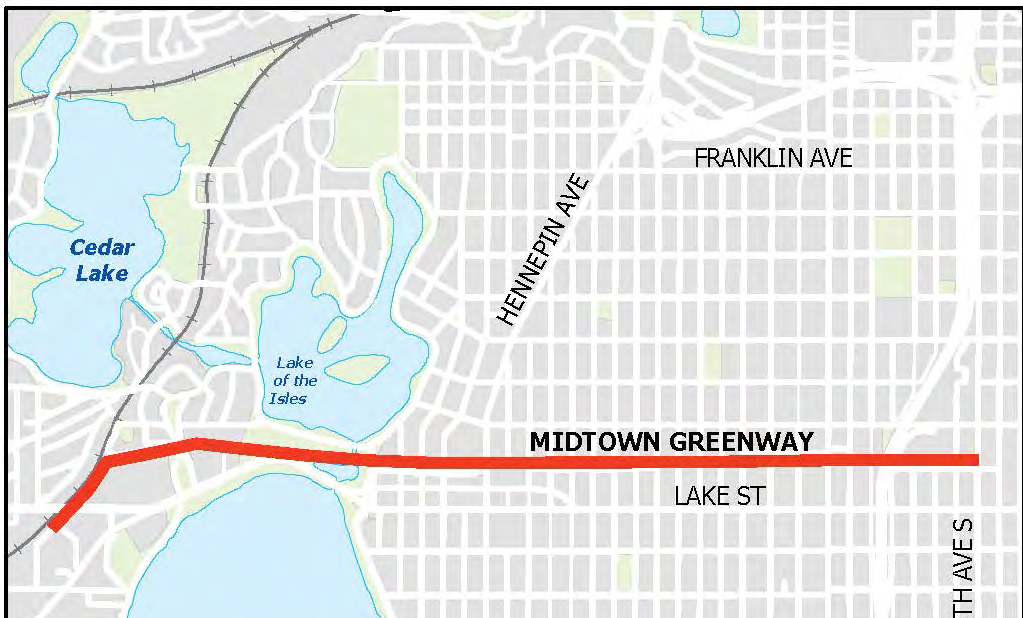 FRANKLIN AVE
HENNEPIN AVE
Cedar
Lake
Lake
of the
Isles
MIDTOWN GREENWAY
LAKE ST
TH AVE S